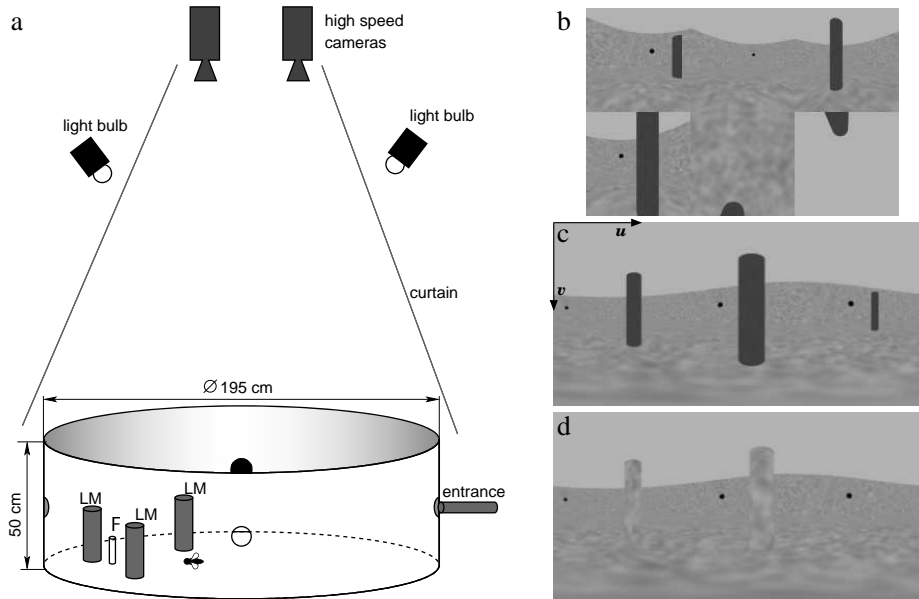 a
high speed
cameras
light bulb
light bulb
curtain
Ø 195 cm
50 cm
LM
F
LM
LM
entrance
b
c
u
v
d